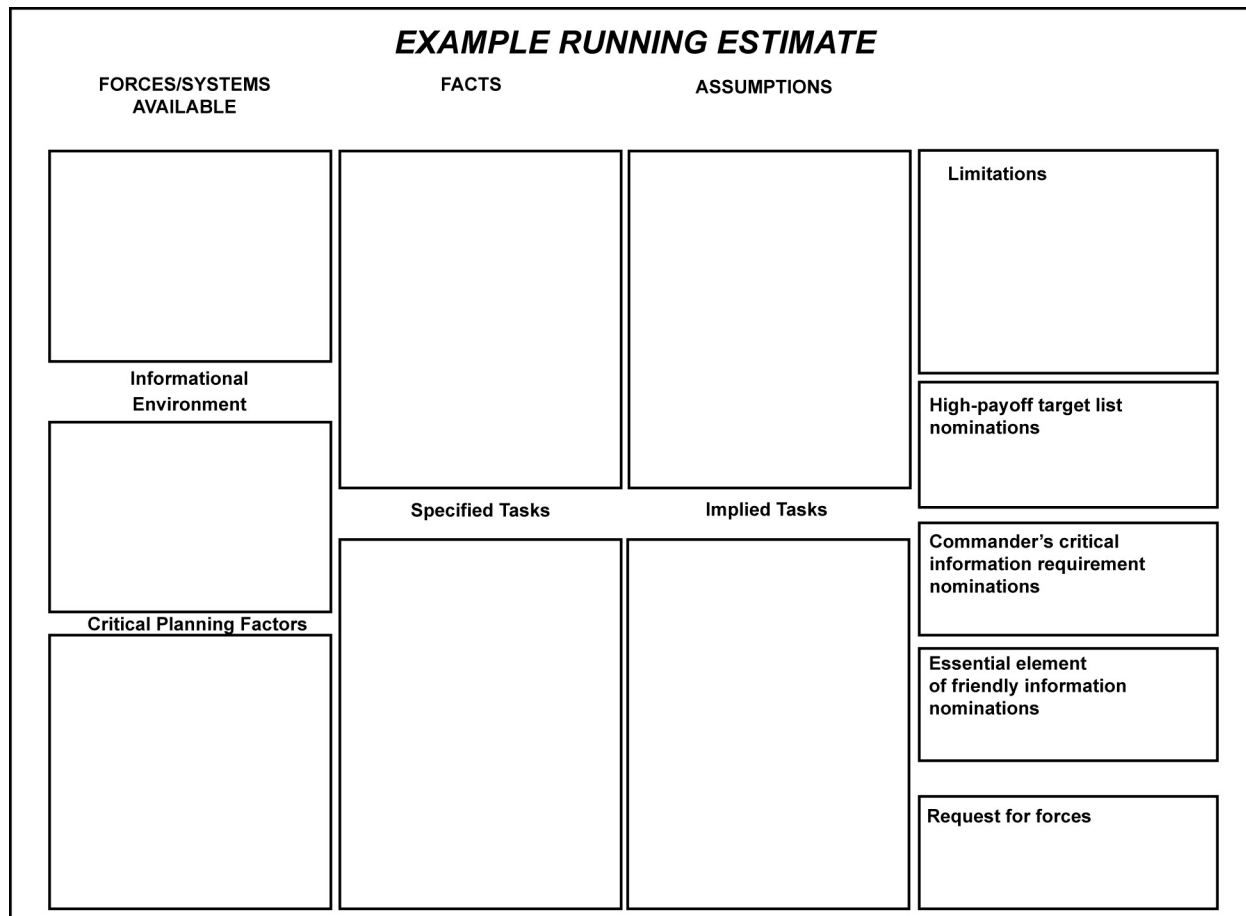 EXAMPLE RUNNING ESTIMATE
FORCES/SYSTEMS
AVAILABLE
FACTS
ASSUMPTIONS
Limitations
Informational
Environment
High-payoff target list
nominations
Specified Tasks
Implied Tasks
Commander’s critical
information requirement
nominations
Critical Planning Factors
Essential element
of friendly information
nominations
Request for forces